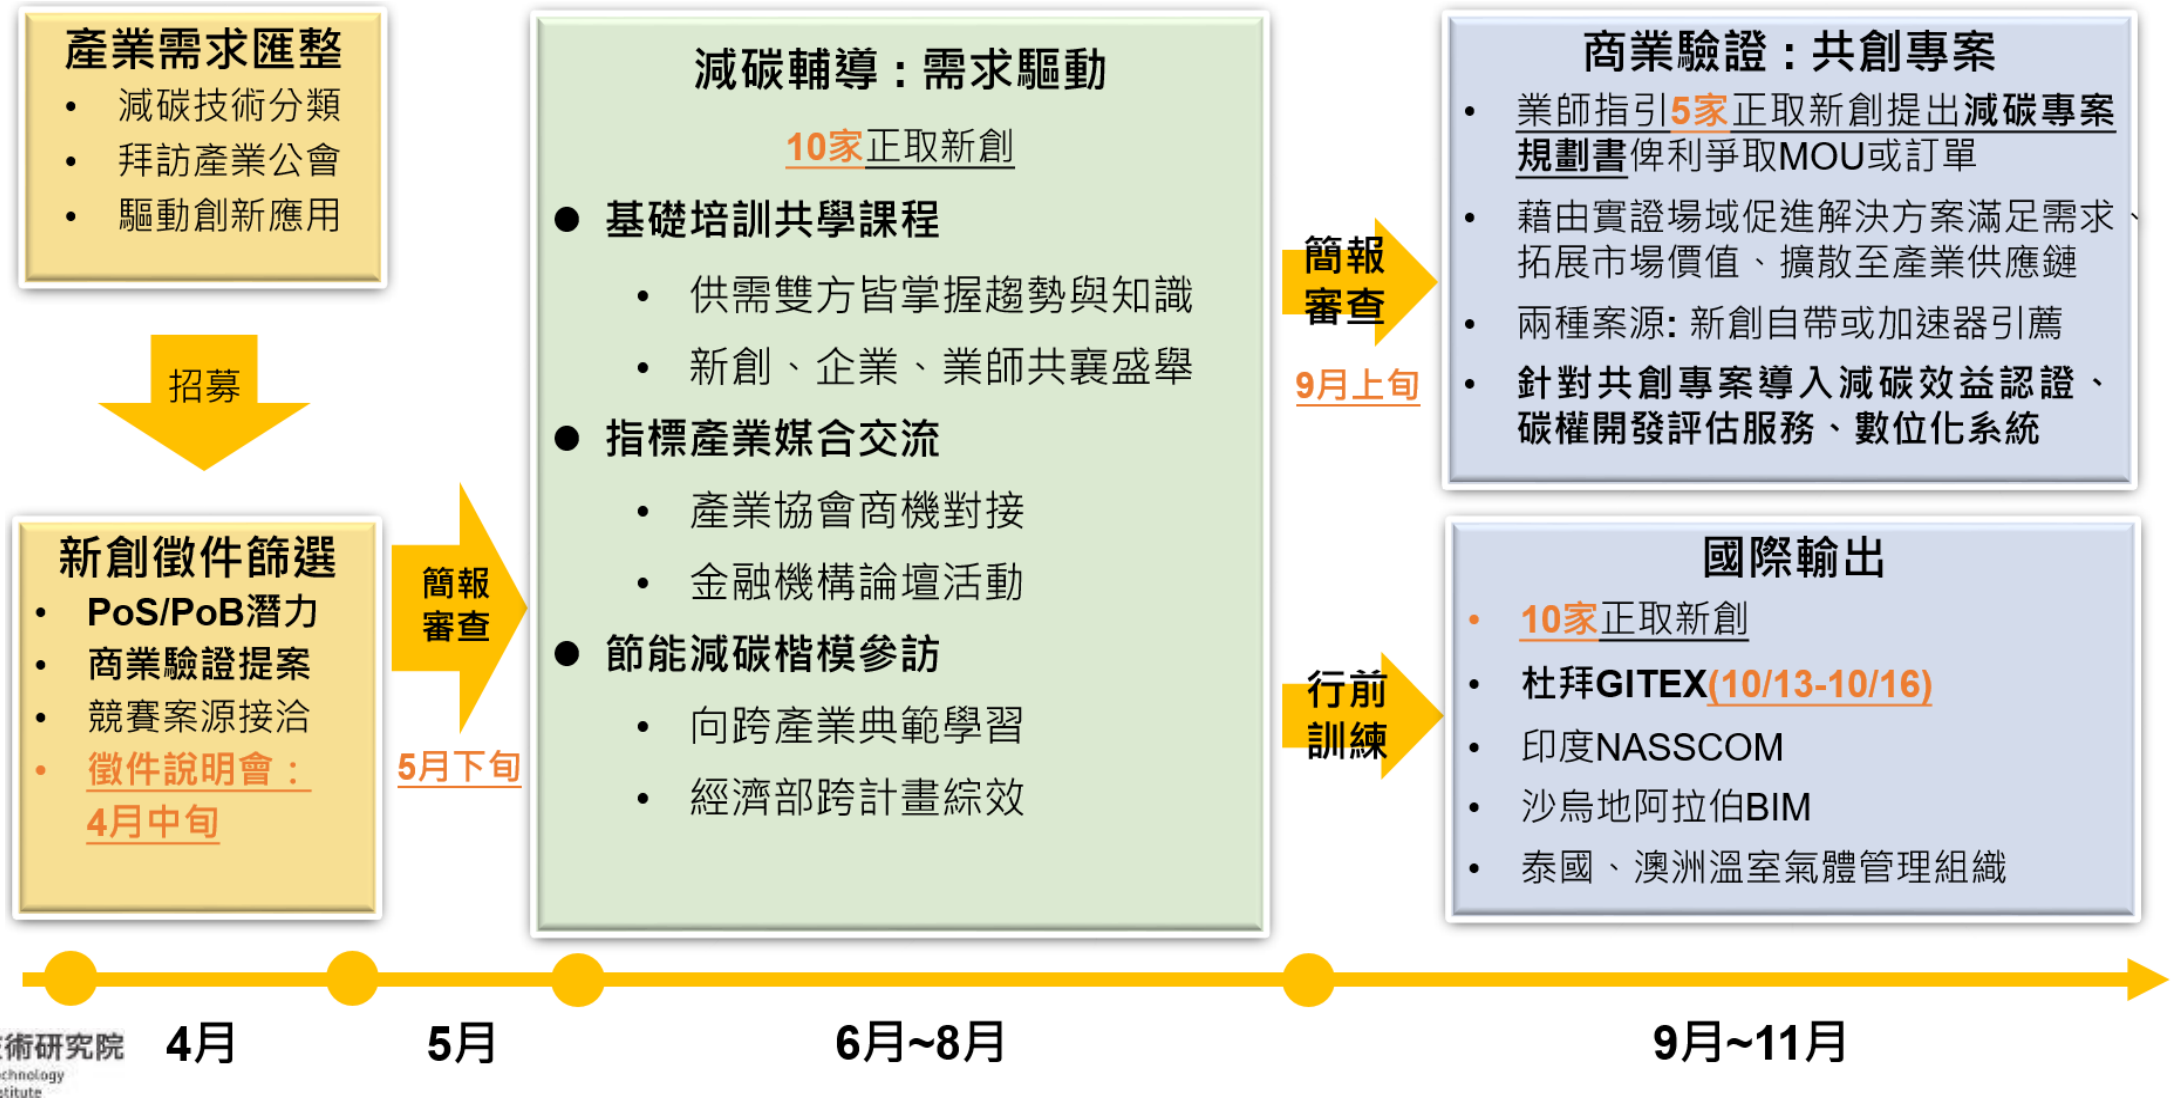 產業需求匯整
• 減碳技術分類
• 拜訪產業公會
• 驅動創新應用
招募
新創徵件篩選
• PoS/PoB潛力
• 商業驗證提案
• 競賽案源接洽
• 徵件說明會：
4月中旬
簡報
審查
5月下旬
減碳輔導：需求驅動
10家正取新創
● 基礎培訓共學課程
• 供需雙方皆掌握趨勢與知識
• 新創、企業、業師共襄盛舉
● 指標產業媒合交流
• 產業協會商機對接
• 金融機構論壇活動
● 節能減碳楷模參訪
• 向跨產業典範學習
• 經濟部跨計畫綜效
簡報
審查
9月上旬
行前
訓練
商業驗證：共創專案
• 業師指引5家正取新創提出減碳專案
規劃書俾利爭取MOU或訂單
• 藉由實證場域促進解決方案滿足需求、
拓展市場價值、擴散至產業供應鏈
• 兩種案源: 新創自帶或加速器引薦
• 針對共創專案導入減碳效益認證、
碳權開發評估服務、數位化系統
國際輸出
• 10家正取新創
• 杜拜GITEX(10/13-10/16)
• 印度NASSCOM
• 沙烏地阿拉伯BIM
• 泰國、澳洲溫室氣體管理組織
4月
5月
6月~8月
9月~11月
術研究院